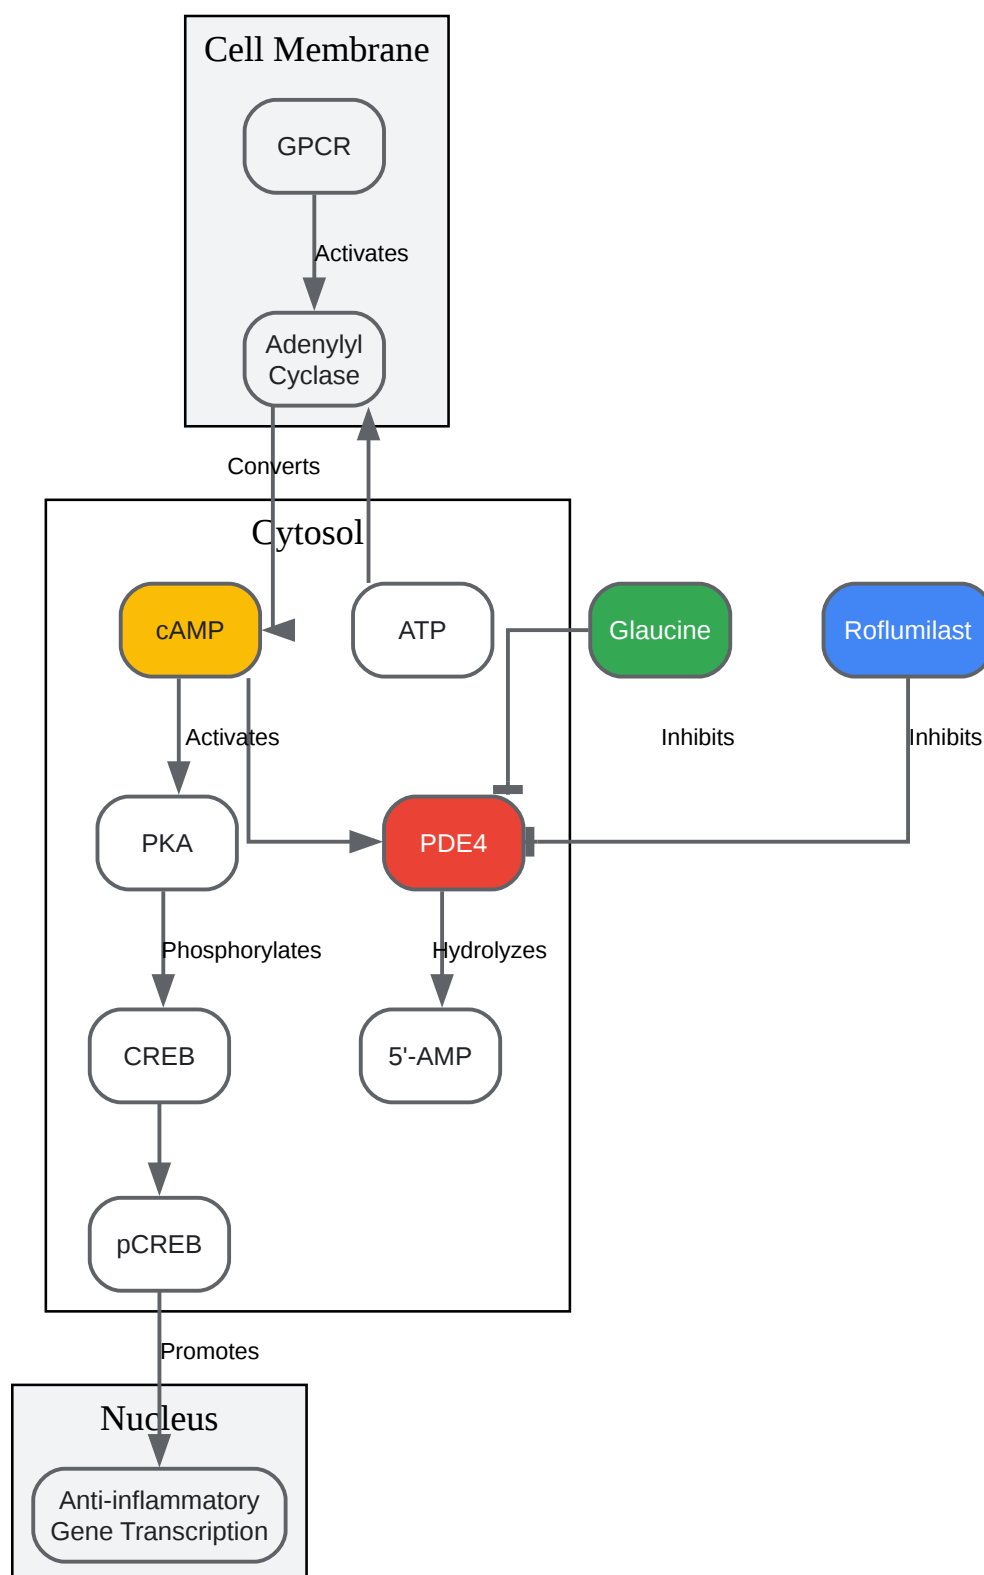 Cell Membrane
GPCR
Activates
Adenylyl
Cyclase
Converts
Cytosol
cAMP
ATP
Glaucine
Roflumilast
Activates
Inhibits
Inhibits
PKA
PDE4
Phosphorylates
Hydrolyzes
CREB
5'-AMP
pCREB
Promotes
Nucleus
Anti-inflammatory
Gene Transcription